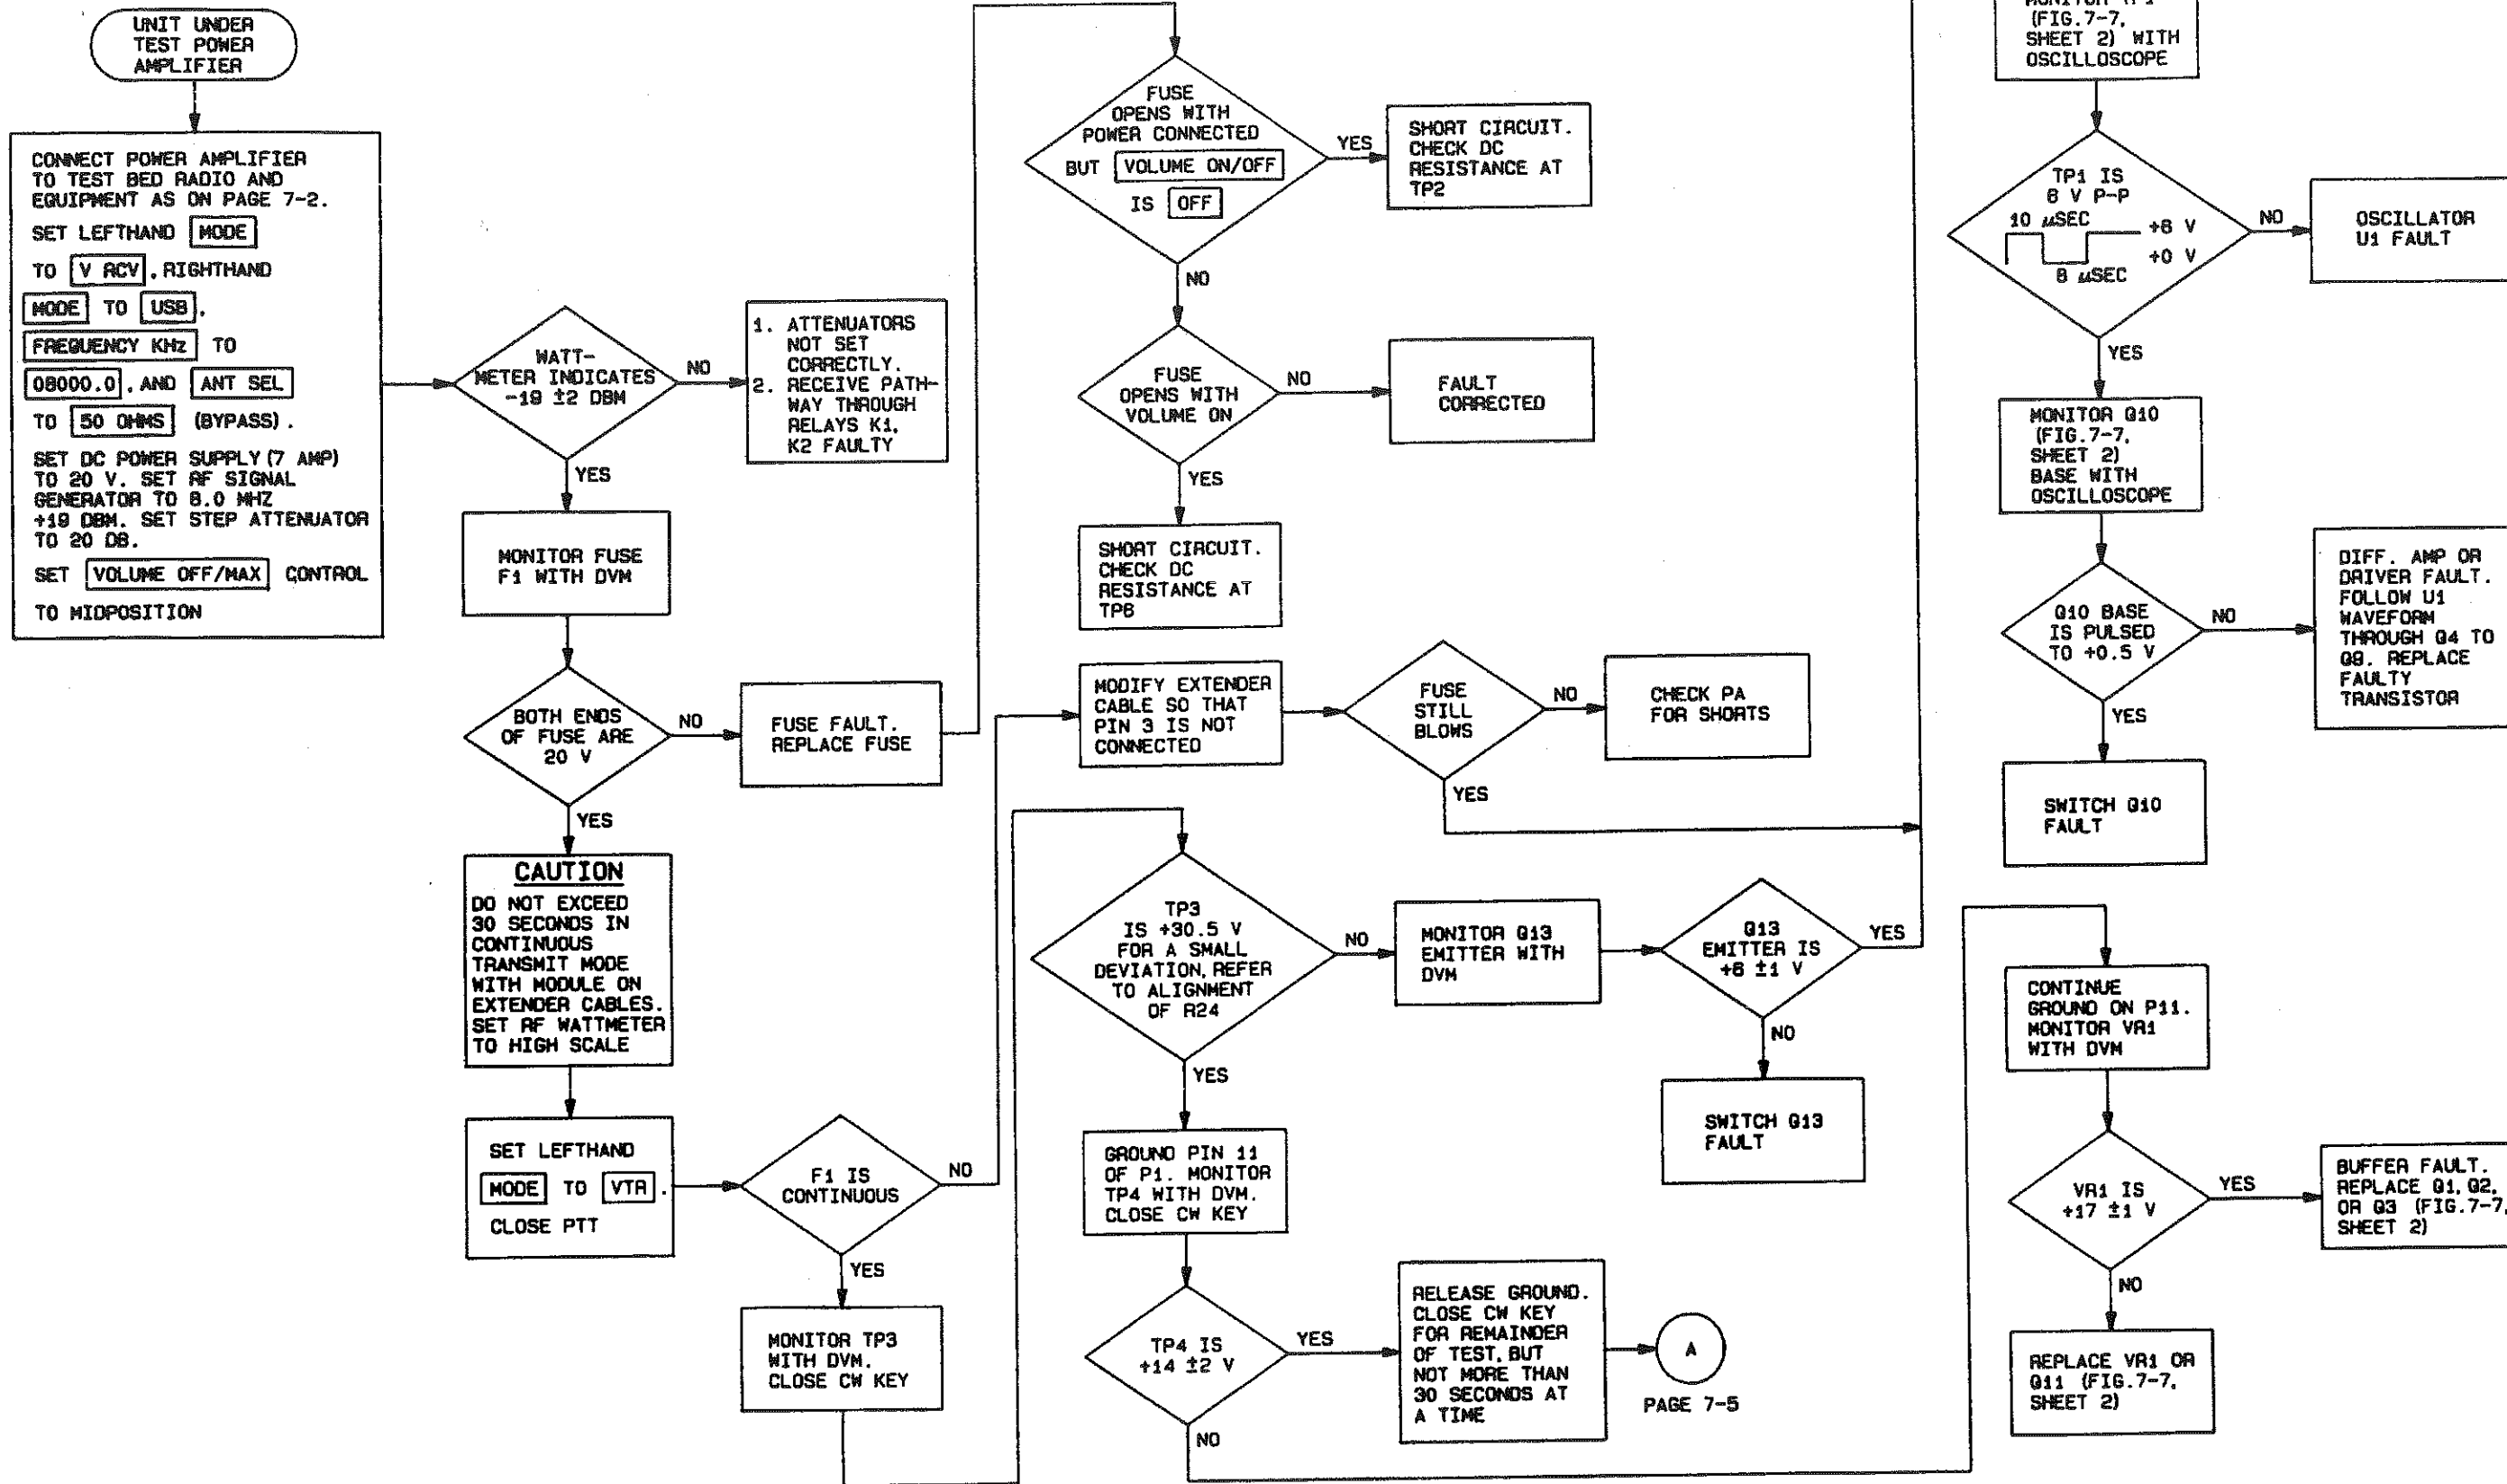 UNIT UNDER
TEST POWER
AMPLIFIER
CONNECT POWER AMPLIFIER
TO TEST BED RADIO AND
EQUIPMENT AS ON PAGE 7-2.
SET LEFTHAND MODE
TO V RCV, RIGHTHAND
MODE TO USB,
FREQUENCY KHz TO
08000.0, AND ANT SEL
TO 50 OHMS (BYPASS).
SET DC POWER SUPPLY (7 AMP)
TO 20 V. SET RF SIGNAL
GENERATOR TO 8.0 MHZ
+19 DBM. SET STEP ATTENUATOR
TO 20 DB.
SET VOLUME OFF/MAX CONTROL
TO MIDPOSITION
WATT-
METER INDICATES
-19 ±2 DBM
NO
1. ATTENUATORS
NOT SET
CORRECTLY.
2. RECEIVE PATH-
WAY THROUGH
RELAYS K1,
K2 FAULTY
YES
MONITOR FUSE
F1 WITH DVM
BOTH ENDS
OF FUSE ARE
20 V
NO
FUSE FAULT.
REPLACE FUSE
YES
CAUTION
DO NOT EXCEED
30 SECONDS IN
CONTINUOUS
TRANSMIT MODE
WITH MODULE ON
EXTENDER CABLES.
SET RF WATTMETER
TO HIGH SCALE
SET LEFTHAND
MODE TO VTR.
CLOSE PTT
F1 IS
CONTINUOUS
NO
YES
MONITOR TP3
WITH DVM.
CLOSE CW KEY
FUSE
OPENS WITH
POWER CONNECTED
BUT VOLUME ON/OFF
IS OFF
YES
SHORT CIRCUIT.
CHECK DC
RESISTANCE AT
TP2
NO
FUSE
OPENS WITH
VOLUME ON
NO
FAULT
CORRECTED
YES
SHORT CIRCUIT.
CHECK DC
RESISTANCE AT
TP6
MODIFY EXTENDER
CABLE SO THAT
PIN 3 IS NOT
CONNECTED
FUSE
STILL
BLOWS
NO
CHECK PA
FOR SHORTS
YES
TP3
IS +30.5 V
FOR A SMALL
DEVIATION, REFER
TO ALIGNMENT
OF R24
NO
MONITOR Q13
EMITTER WITH
DVM
Q13
EMITTER IS
+8 ±1 V
YES
NO
SWITCH Q13
FAULT
YES
GROUND PIN 11
OF P1. MONITOR
TP4 WITH DVM.
CLOSE CW KEY
TP4 IS
+14 ±2 V
YES
RELEASE GROUND.
CLOSE CW KEY
FOR REMAINDER
OF TEST, BUT
NOT MORE THAN
30 SECONDS AT
A TIME
A
PAGE 7-5
NO
MONITOR TP1
(FIG.7-7,
SHEET 2) WITH
OSCILLOSCOPE
TP1 IS
8 V P-P
10 µSEC
+8 V
+0 V
8 µSEC
NO
OSCILLATOR
U1 FAULT
YES
MONITOR Q10
(FIG.7-7,
SHEET 2)
BASE WITH
OSCILLOSCOPE
Q10 BASE
IS PULSED
TO +0.5 V
NO
DIFF. AMP OR
DRIVER FAULT.
FOLLOW U1
WAVEFORM
THROUGH Q4 TO
Q9. REPLACE
FAULTY
TRANSISTOR
YES
SWITCH Q10
FAULT
CONTINUE
GROUND ON P11.
MONITOR VR1
WITH DVM
VR1 IS
+17 ±1 V
YES
BUFFER FAULT.
REPLACE Q1, Q2,
OR Q3 (FIG.7-7,
SHEET 2)
NO
REPLACE VR1 OR
Q11 (FIG.7-7,
SHEET 2)